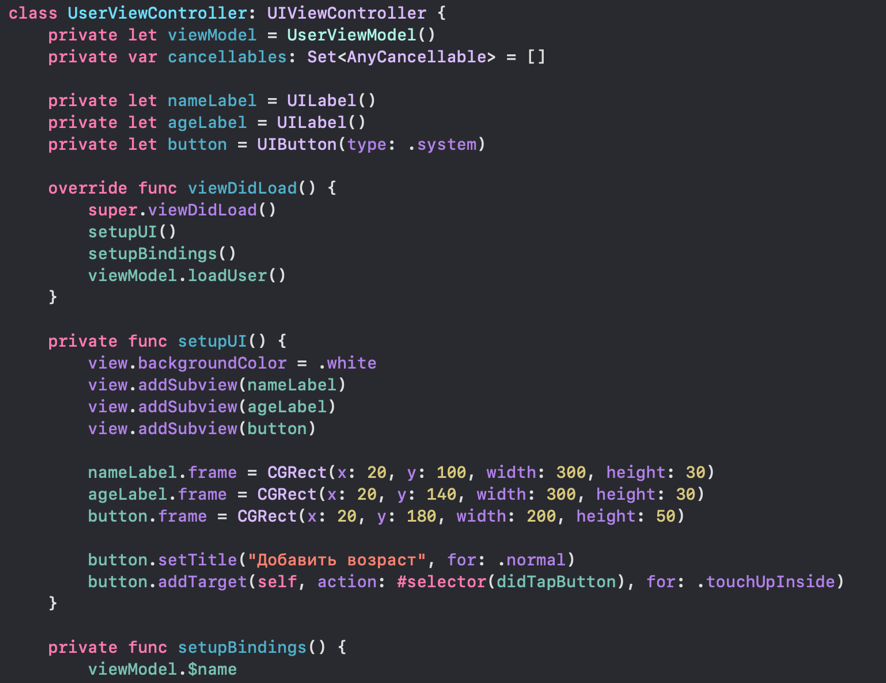 class UserViewController: UIViewController {
    private let viewModel = UserViewModel()
    private var cancellables: Set<AnyCancellable> = []

    private let nameLabel = UILabel()
    private let ageLabel = UILabel()
    private let button = UIButton(type: .system)

    override func viewDidLoad() {
        super.viewDidLoad()
        setupUI()
        setupBindings()
        viewModel.loadUser()
    }

    private func setupUI() {
        view.backgroundColor = .white
        view.addSubview(nameLabel)
        view.addSubview(ageLabel)
        view.addSubview(button)

        nameLabel.frame = CGRect(x: 20, y: 100, width: 300, height: 30)
        ageLabel.frame = CGRect(x: 20, y: 140, width: 300, height: 30)
        button.frame = CGRect(x: 20, y: 180, width: 200, height: 50)

        button.setTitle("Добавить возраст", for: .normal)
        button.addTarget(self, action: #selector(didTapButton), for: .touchUpInside)
    }

    private func setupBindings() {
        viewModel.$name